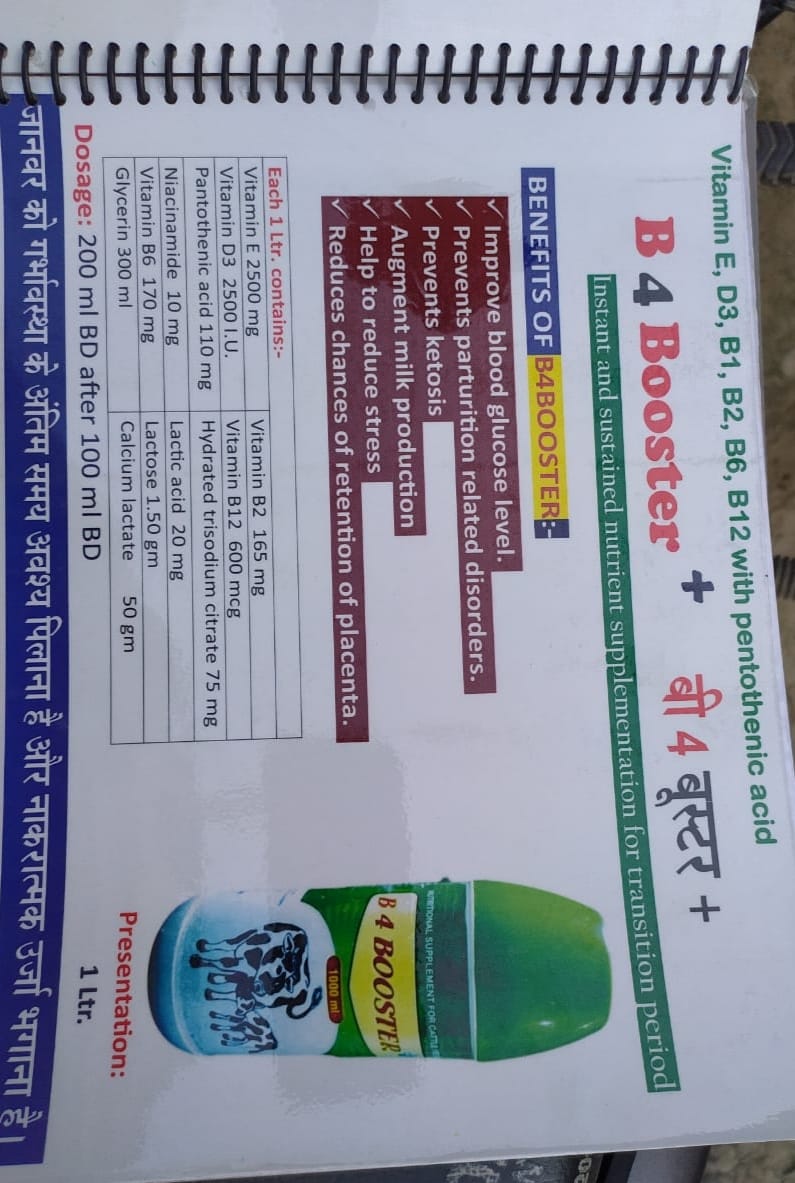 Vitamin E, D3, B1, B2, B6, B12 with pentothenic acid
B 4 Booster + बी 4 बूस्टर +
Instant and sustained nutrient supplementation for transition period
BENEFITS OF B4BOOSTER:-
✓ Improve blood glucose level.
✓ Prevents parturition related disorders.
✓ Prevents ketosis
✓ Augment milk production
✓ Help to reduce stress
✓ Reduces chances of retention of placenta.
Each 1 Ltr. contains:-
Vitamin E 2500 mg Vitamin B2 165 mg
Vitamin D3 2500 I.U. Vitamin B12 600 mcg
Pantothenic acid 110 mg Hydrated trisodium citrate 75 mg
Niacinamide 10 mg Lactic acid 20 mg
Vitamin B6 170 mg Lactose 1.50 gm
Glycerin 300 ml Calcium lactate 50 gm
Dosage: 200 ml BD after 100 ml BD
NUTRITIONAL SUPPLEMENT FOR CATTLE
B 4 BOOSTER
1000 ml
Presentation:
1 Ltr.
जानवर को गर्भावस्था के अंतिम समय अवश्य पिलाना है और नाकरात्मक उर्जा भगाना है।